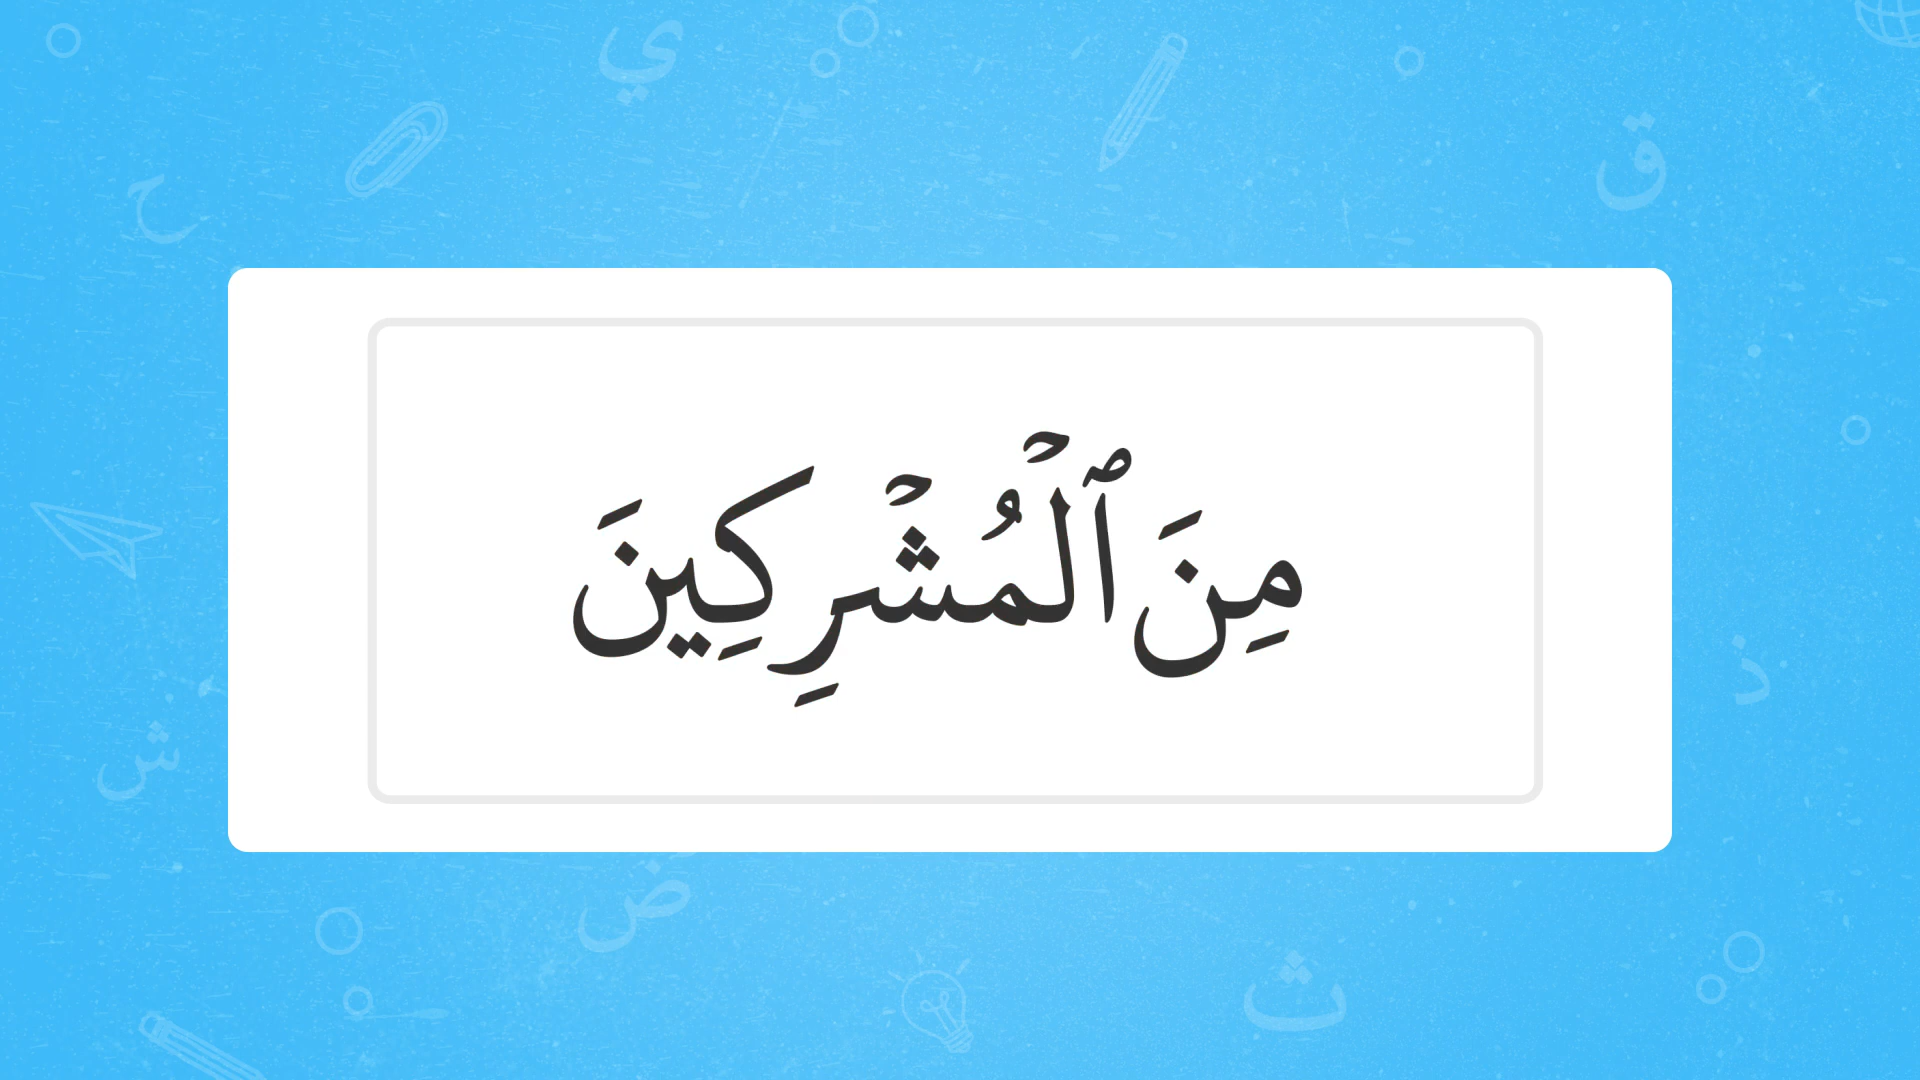 مِنَ ٱلْمُشْرِكِينَ
ي
ح
ق
ذ
ش
ض
ث